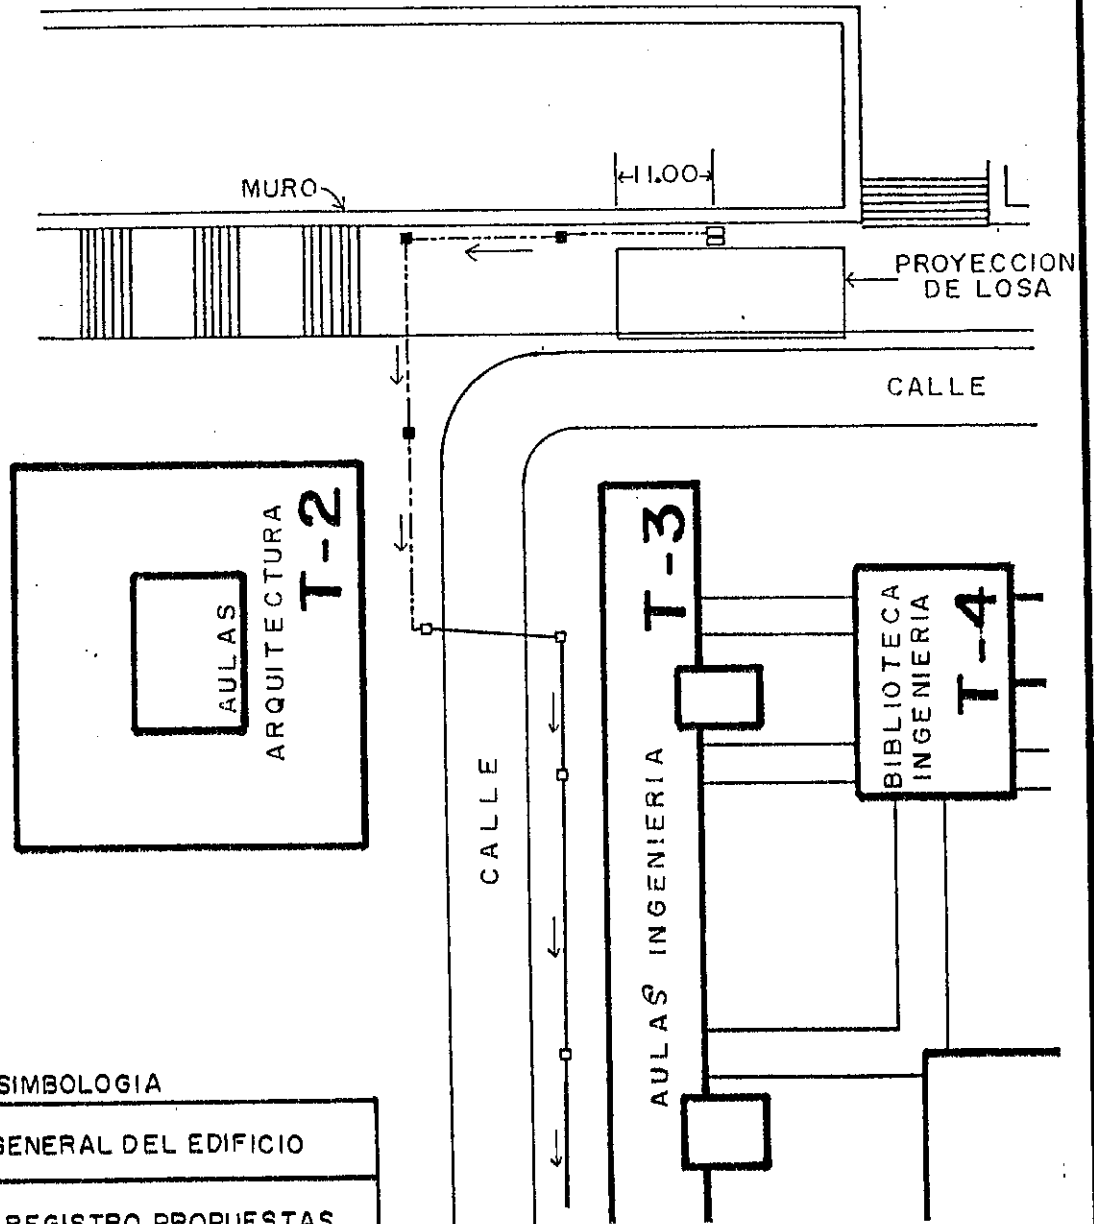 MURO
11.00
PROYECCION
DE LOSA
CALLE
AULAS
ARQUITECTURA
T-2
T-3
AULAS INGENIERIA
BIBLIOTECA
INGENIERIA
T-4
CALLE
SIMBOLOGIA
GENERAL DEL EDIFICIO
REGISTRO PROPUESTAS